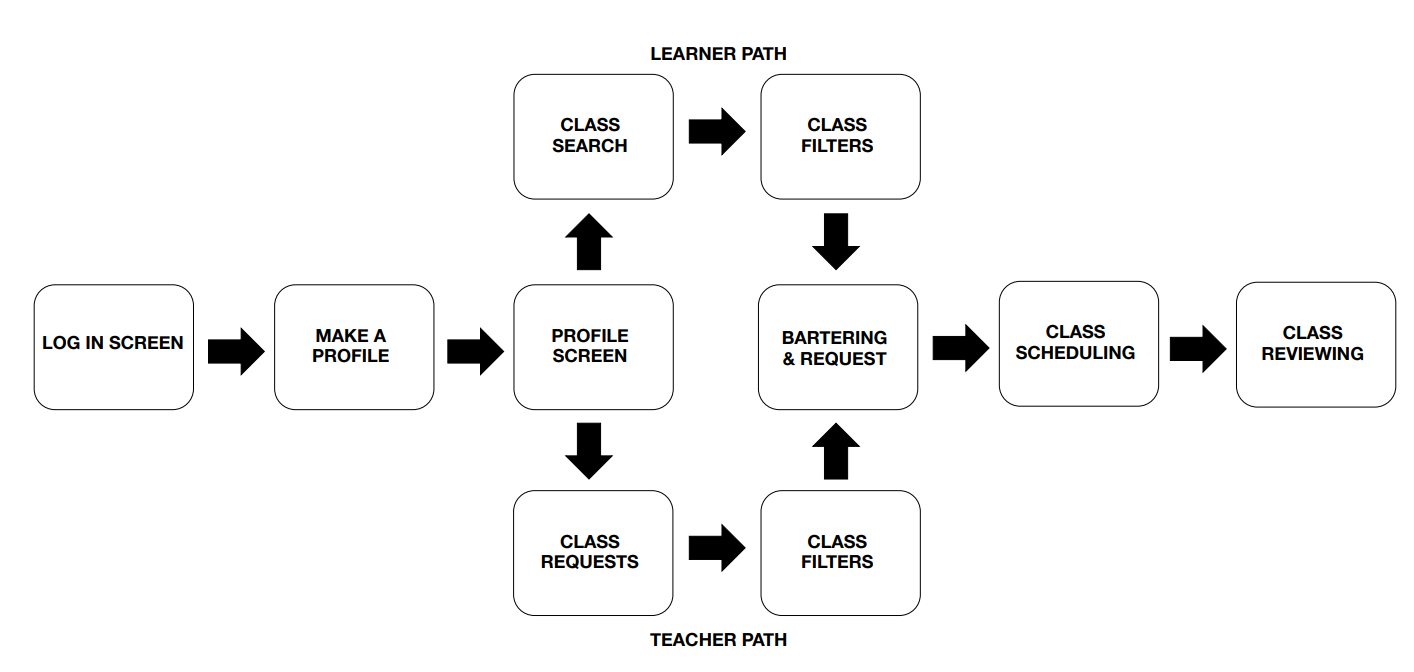 LEARNER PATH
CLASS
SEARCH
CLASS
FILTERS
LOG IN SCREEN
MAKE A
PROFILE
PROFILE
SCREEN
BARTERING
& REQUEST
CLASS
SCHEDULING
CLASS
REVIEWING
CLASS
REQUESTS
CLASS
FILTERS
TEACHER PATH